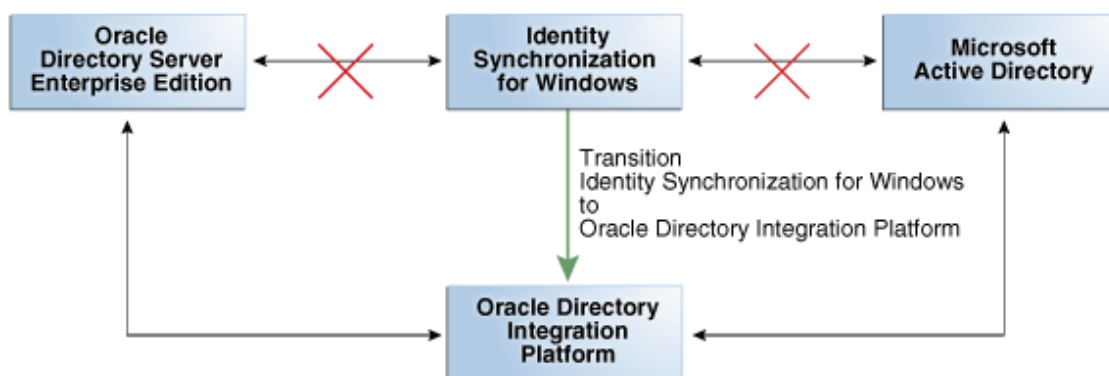 Oracle
Directory Server
Enterprise Edition
Identity
Synchronization
for Windows
Microsoft
Active Directory
Transition
Identity Synchronization for Windows
to
Oracle Directory Integration Platform
Oracle Directory
Integration
Platform